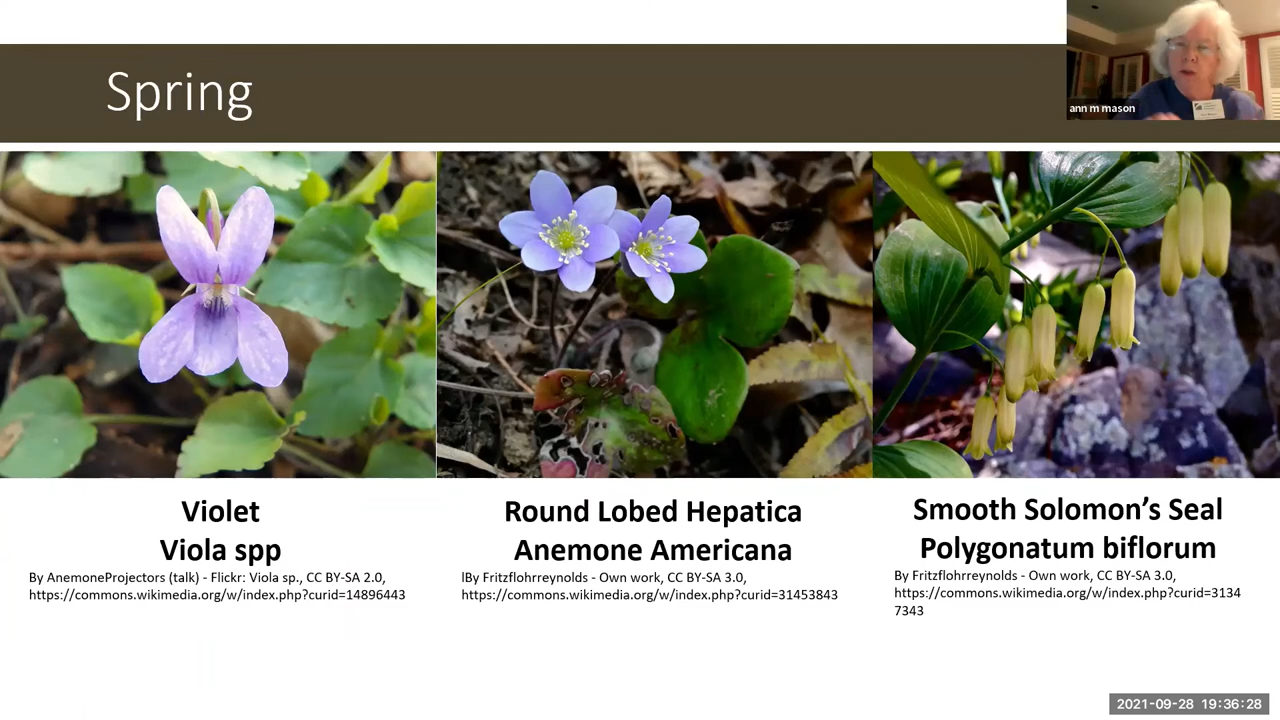 Spring
ann m mason
Violet
Viola spp
By AnemoneProjectors (talk) - Flickr: Viola sp., CC BY-SA 2.0,
https://commons.wikimedia.org/w/index.php?curid=14896443
Round Lobed Hepatica
Anemone Americana
lBy Fritzflohrreynolds - Own work, CC BY-SA 3.0,
https://commons.wikimedia.org/w/index.php?curid=31453843
Smooth Solomon’s Seal
Polygonatum biflorum
By Fritzflohrreynolds - Own work, CC BY-SA 3.0,
https://commons.wikimedia.org/w/index.php?curid=3134
7343
2021-09-28 19:36:28